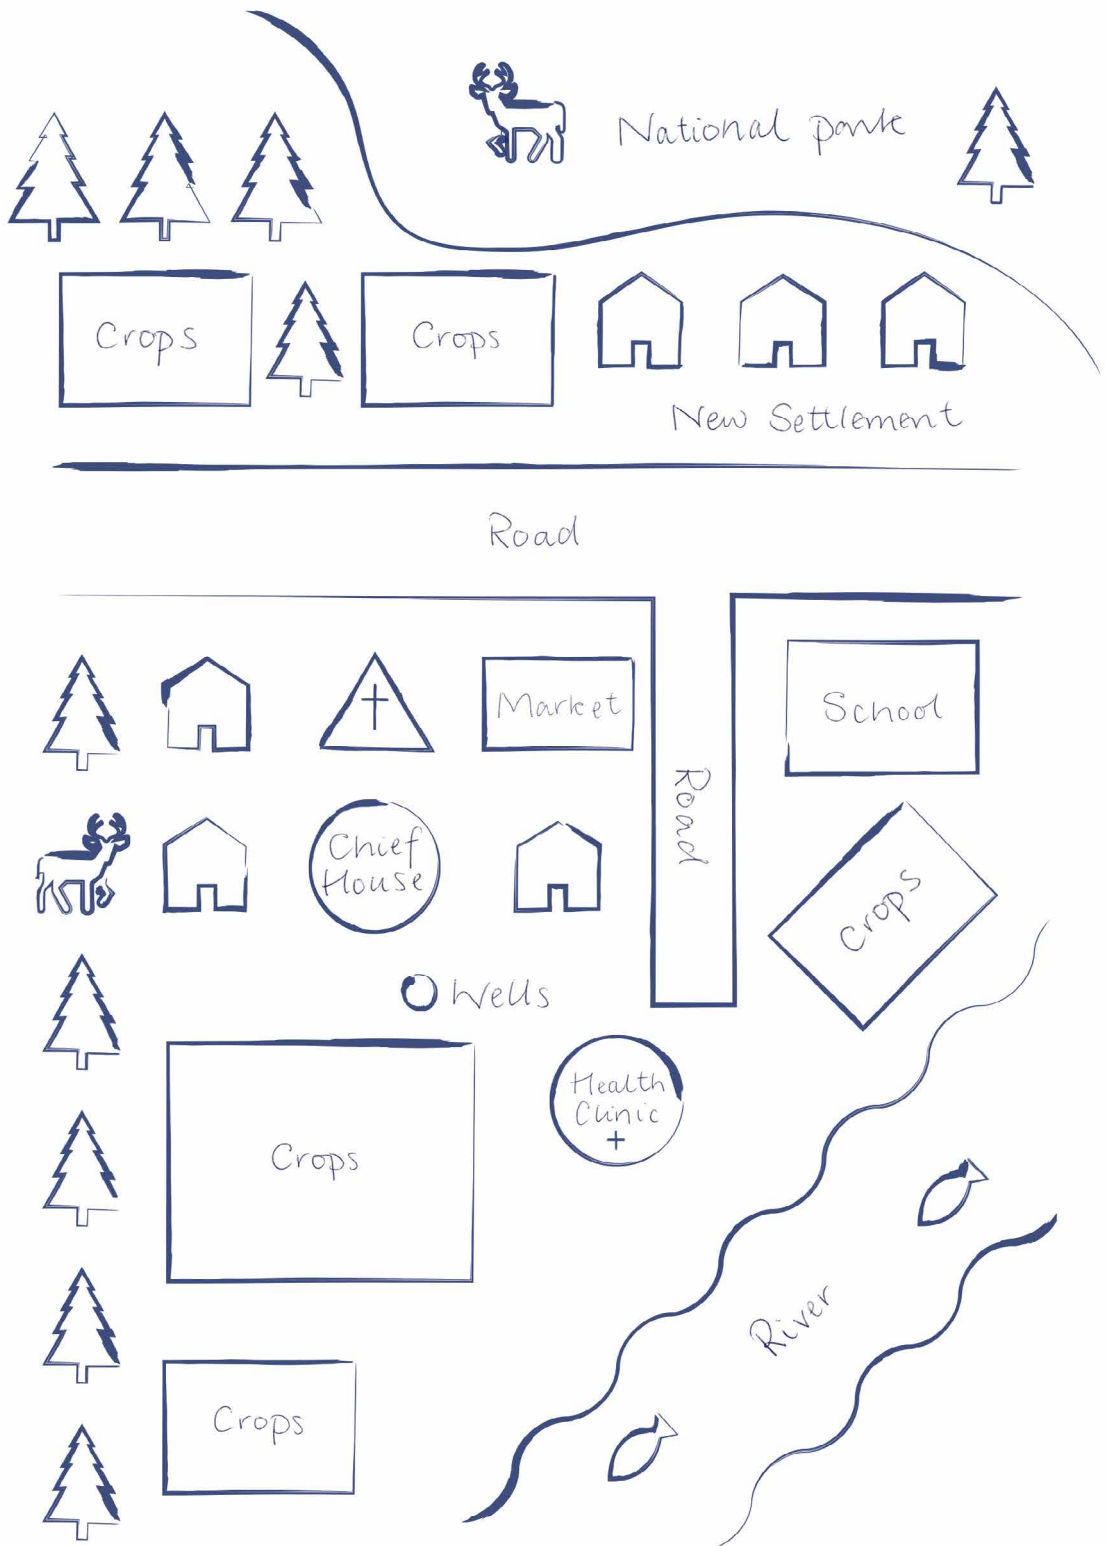 National park
Crops
Crops
New Settlement
Road
Market
School
Road
Chief
House
Crops
Wells
Health
Clinic
+
Crops
River
Crops